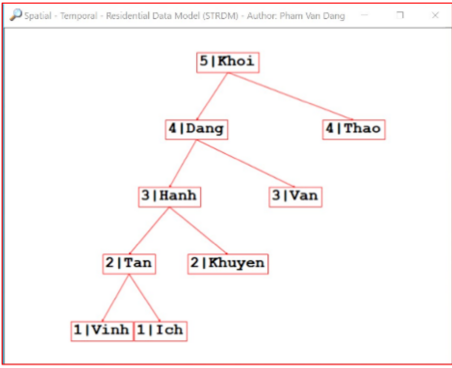 Spatial - Temporal - Residential Data Model (STRDM) - Author: Pham Van Dang
5|Khoi
4|Dang 4|Thao
3|Hanh 3|Van
2|Tan 2|Khuyen
1|Vinh 1|Ich